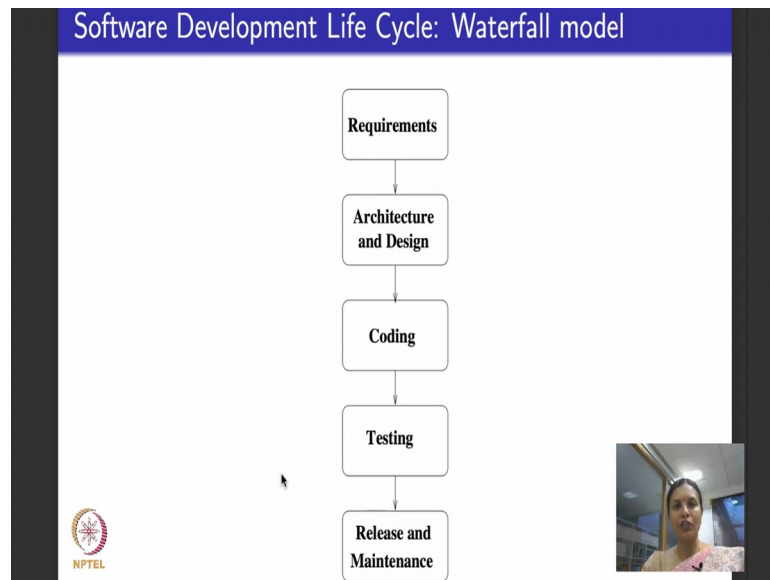 Software Development Life Cycle: Waterfall model
Requirements
Architecture
and Design
Coding
Testing
Release and
Maintenance
NPTEL